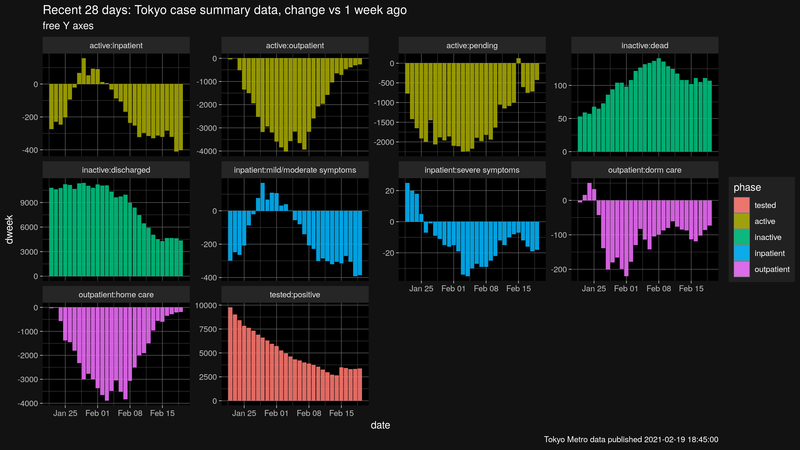 Recent 28 days: Tokyo case summary data, change vs 1 week ago
free Y axes
active:inpatient
active:outpatient
active:pending
inactive:dead
0
-200
-400
0
-1000
-2000
-3000
-4000
0
-500
-1000
-1500
-2000
100
50
0
inactive:discharged
inpatient:mild/moderate symptoms
inpatient:severe symptoms
outpatient:dorm care
9000
6000
3000
0
0
-200
-400
20
0
-20
0
-100
-200
Jan 25 Feb 01 Feb 08 Feb 15
Jan 25 Feb 01 Feb 08 Feb 15
outpatient:home care
tested:positive
0
-1000
-2000
-3000
-4000
10000
7500
5000
2500
0
Jan 25 Feb 01 Feb 08 Feb 15
Jan 25 Feb 01 Feb 08 Feb 15
dweek
date
phase
tested
active
inactive
inpatient
outpatient
Tokyo Metro data published 2021-02-19 18:45:00